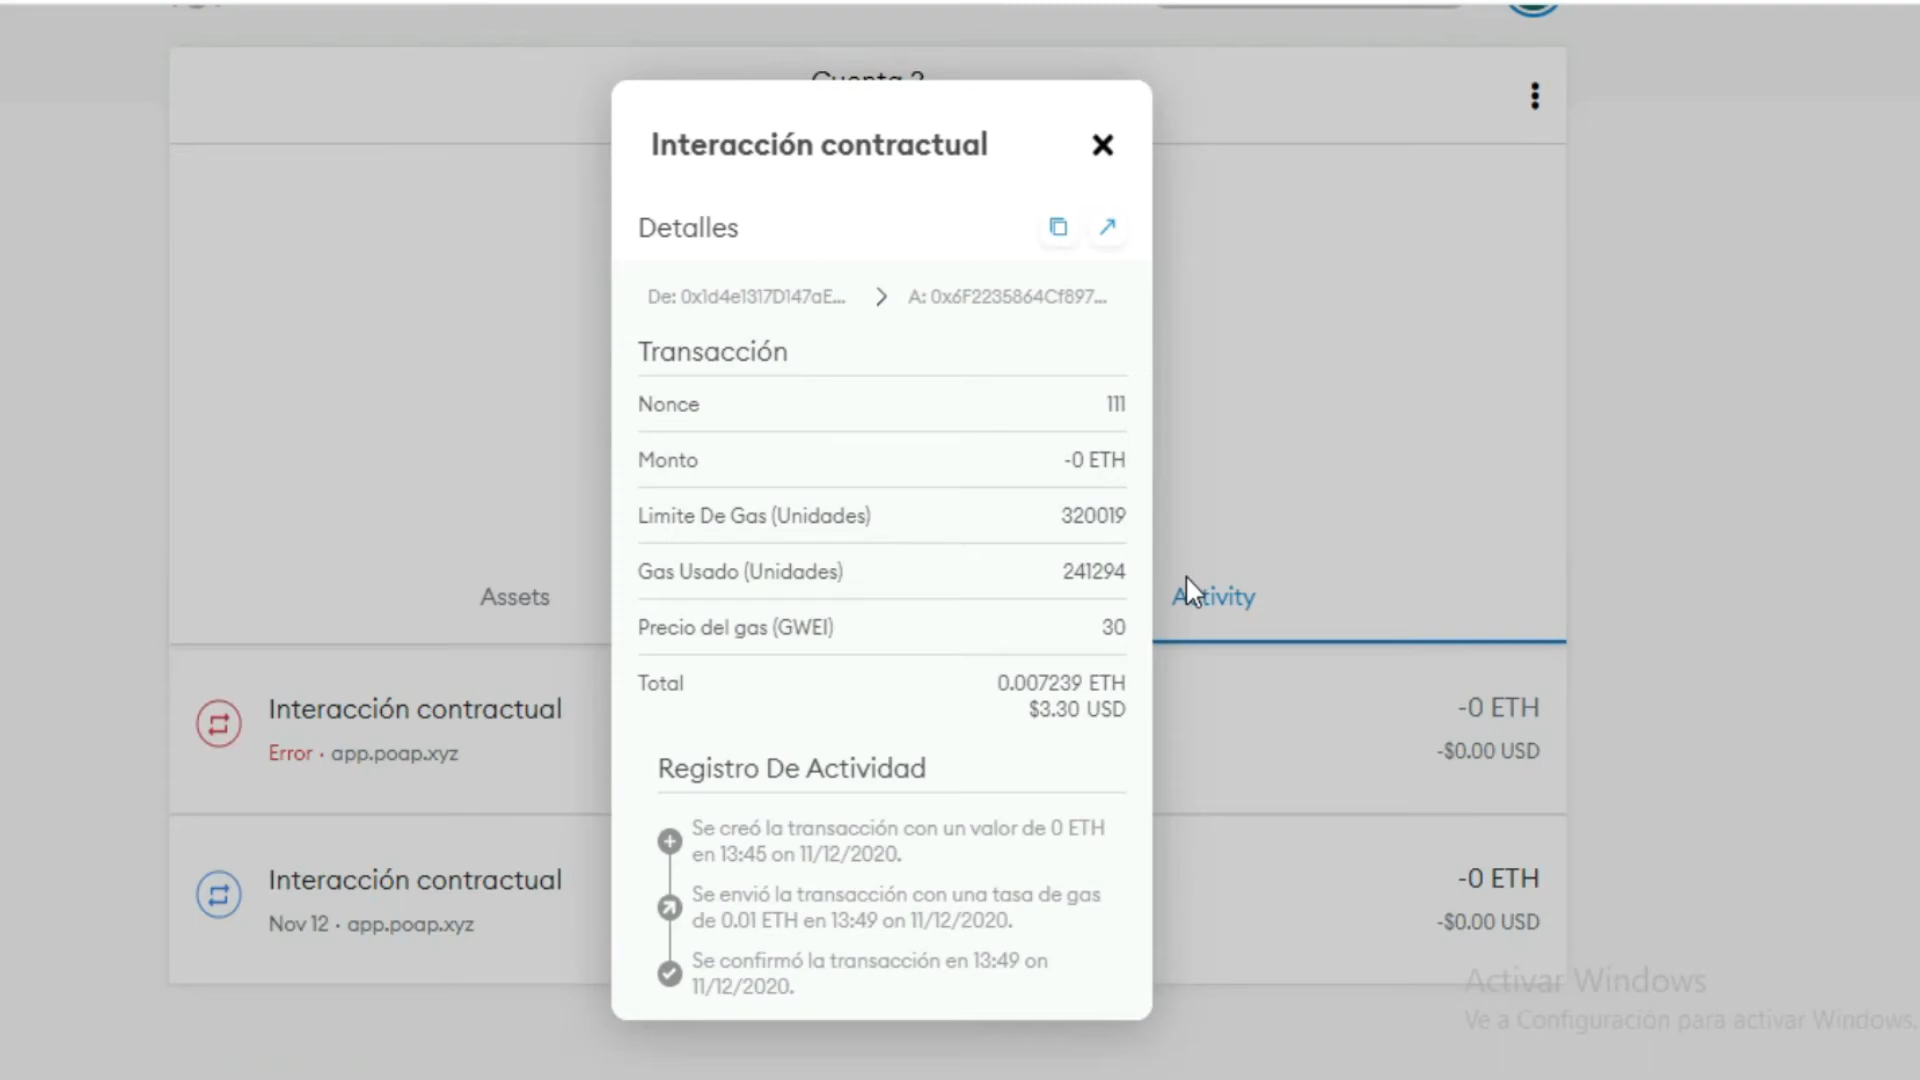 Cuenta 2
Interacción contractual
Detalles
De: 0x1d4e1317D147aE... > A: 0x6F2235864Cf897...
Transacción
Nonce 111
Monto -0 ETH
Limite De Gas (Unidades) 320019
Gas Usado (Unidades) 241294
Precio del gas (GWEI) 30
Total 0.007239 ETH
$3.30 USD
Registro De Actividad
Se creó la transacción con un valor de 0 ETH
en 13:45 on 11/12/2020.
Se envió la transacción con una tasa de gas
de 0.01 ETH en 13:49 on 11/12/2020.
Se confirmó la transacción en 13:49 on
11/12/2020.
Assets
Activity
Interacción contractual
-0 ETH
Error · app.poap.xyz
-$0.00 USD
Interacción contractual
-0 ETH
Nov 12 · app.poap.xyz
-$0.00 USD
Activar Windows
Ve a Configuración para activar Windows.